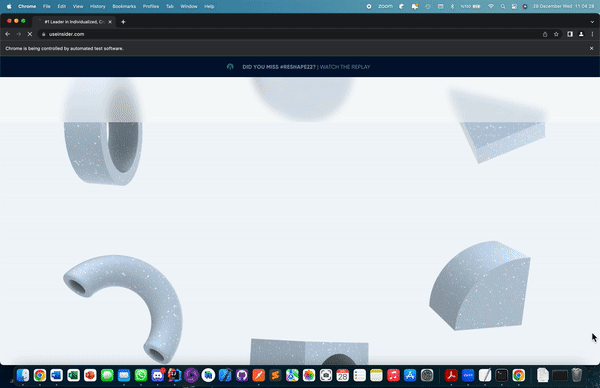 Chrome File Edit View History Bookmarks Profiles Tab Window Help zoom 28 December Wed 11:04:28
#1 Leader in Individualized, Cr
useinsider.com
Chrome is being controlled by automated test software.
DID YOU MISS #RESHAPE22? | WATCH THE REPLAY